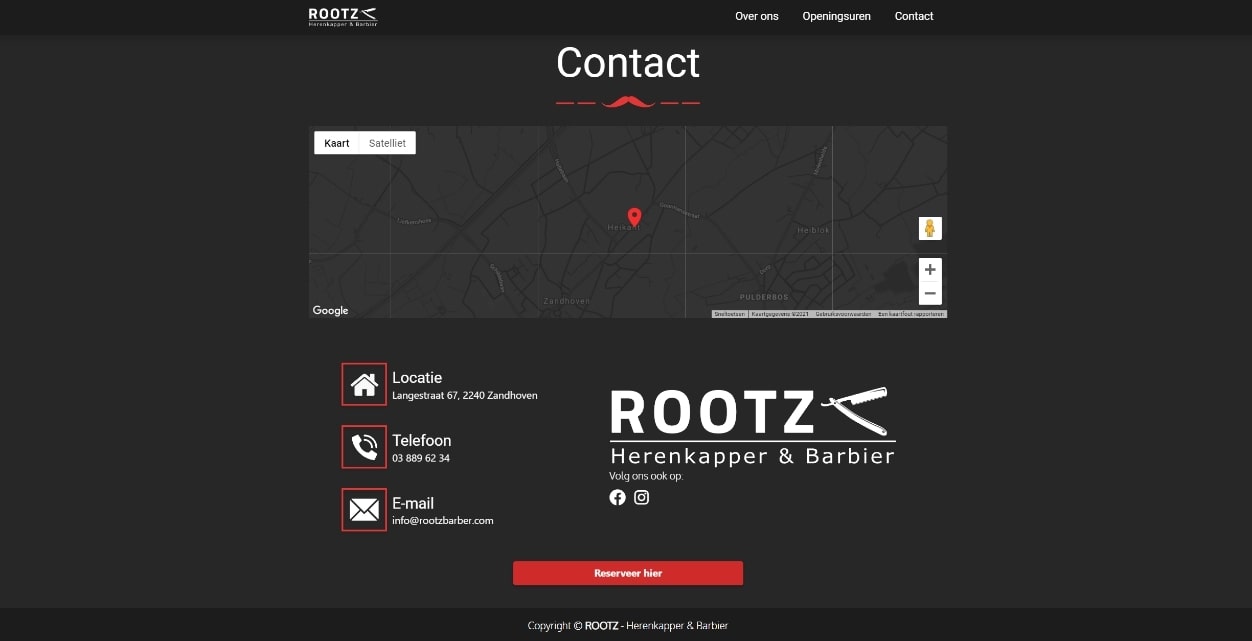 ROOTZ
Herenkapper & Barbier
Over ons
Openingsuren
Contact
Contact
Kaart
Satelliet
Heikant
Heiblok
Zandhoven
PULDERBOS
Google
Sneltoetsen
Kaartgegevens ©2021
Gebruiksvoorwaarden
Een kaartfout rapporteren
Locatie
Langestraat 67, 2240 Zandhoven
Telefoon
03 889 62 34
E-mail
info@rootzbarber.com
ROOTZ
Herenkapper & Barbier
Volg ons ook op:
Reserveer hier
Copyright © ROOTZ - Herenkapper & Barbier